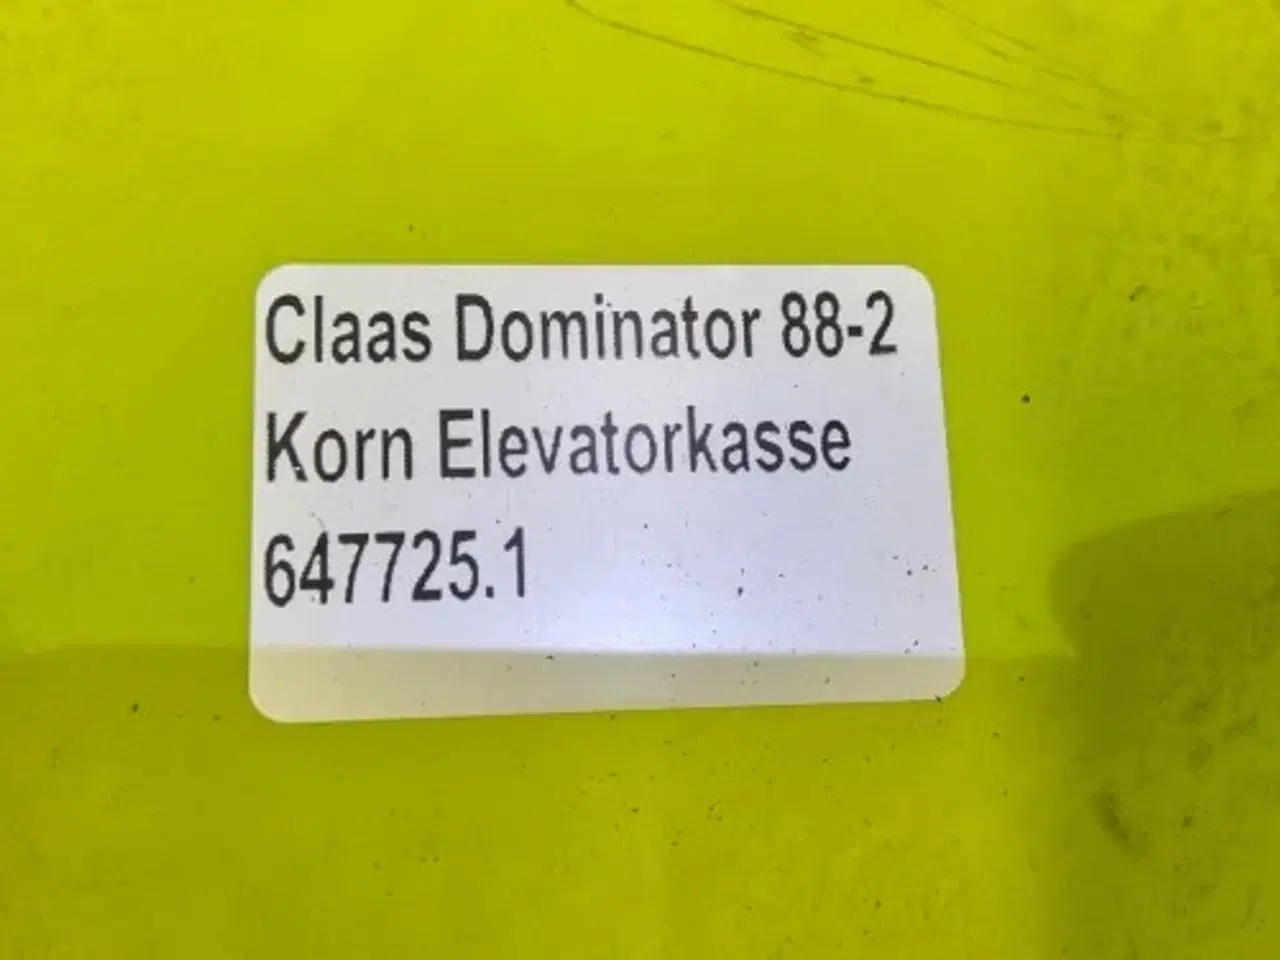 Claas Dominator 88-2
Korn Elevatorkasse
647725.1